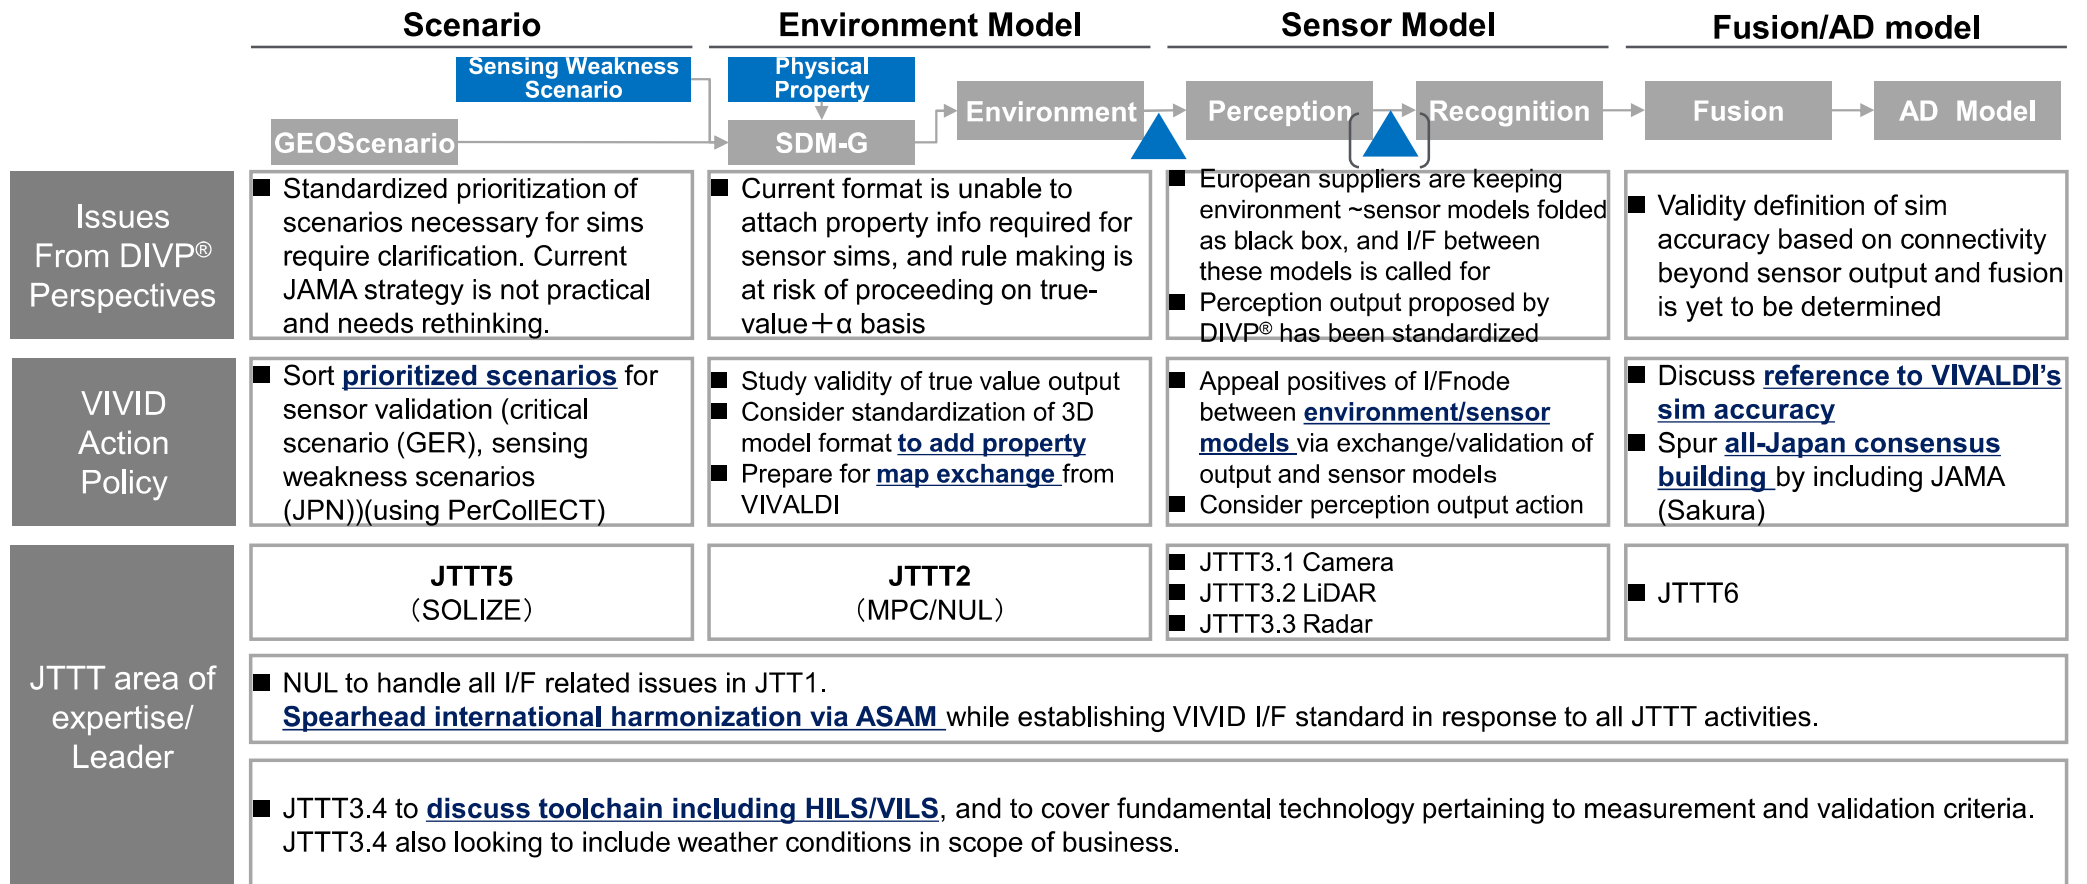 Scenario
Environment Model
Sensor Model
Fusion/AD model
Sensing Weakness
Scenario
Physical
Property
GEOScenario
SDM-G
Environment
Perception
Recognition
Fusion
AD Model
Issues
From DIVP®
Perspectives
■ Standardized prioritization of
scenarios necessary for sims
require clarification. Current
JAMA strategy is not practical
and needs rethinking.
■ Current format is unable to
attach property info required for
sensor sims, and rule making is
at risk of proceeding on true-
value＋α basis
■ European suppliers are keeping
environment ~sensor models folded
as black box, and I/F between
these models is called for
■ Perception output proposed by
DIVP® has been standardized
■ Validity definition of sim
accuracy based on connectivity
beyond sensor output and fusion
is yet to be determined
VIVID
Action
Policy
■ Sort prioritized scenarios for
sensor validation (critical
scenario (GER), sensing
weakness scenarios
(JPN))(using PerCollECT)
■ Study validity of true value output
■ Consider standardization of 3D
model format to add property
■ Prepare for map exchange from
VIVALDI
■ Appeal positives of I/Fnode
between environment/sensor
models via exchange/validation of
output and sensor models
■ Consider perception output action
■ Discuss reference to VIVALDI's
sim accuracy
■ Spur all-Japan consensus
building by including JAMA
(Sakura)
JTTT area of
expertise/
Leader
JTTT5
（SOLIZE）
JTTT2
（MPC/NUL）
■ JTTT3.1 Camera
■ JTTT3.2 LiDAR
■ JTTT3.3 Radar
■ JTTT6
■ NUL to handle all I/F related issues in JTT1.
Spearhead international harmonization via ASAM while establishing VIVID I/F standard in response to all JTTT activities.
■ JTTT3.4 to discuss toolchain including HILS/VILS, and to cover fundamental technology pertaining to measurement and validation criteria.
JTTT3.4 also looking to include weather conditions in scope of business.